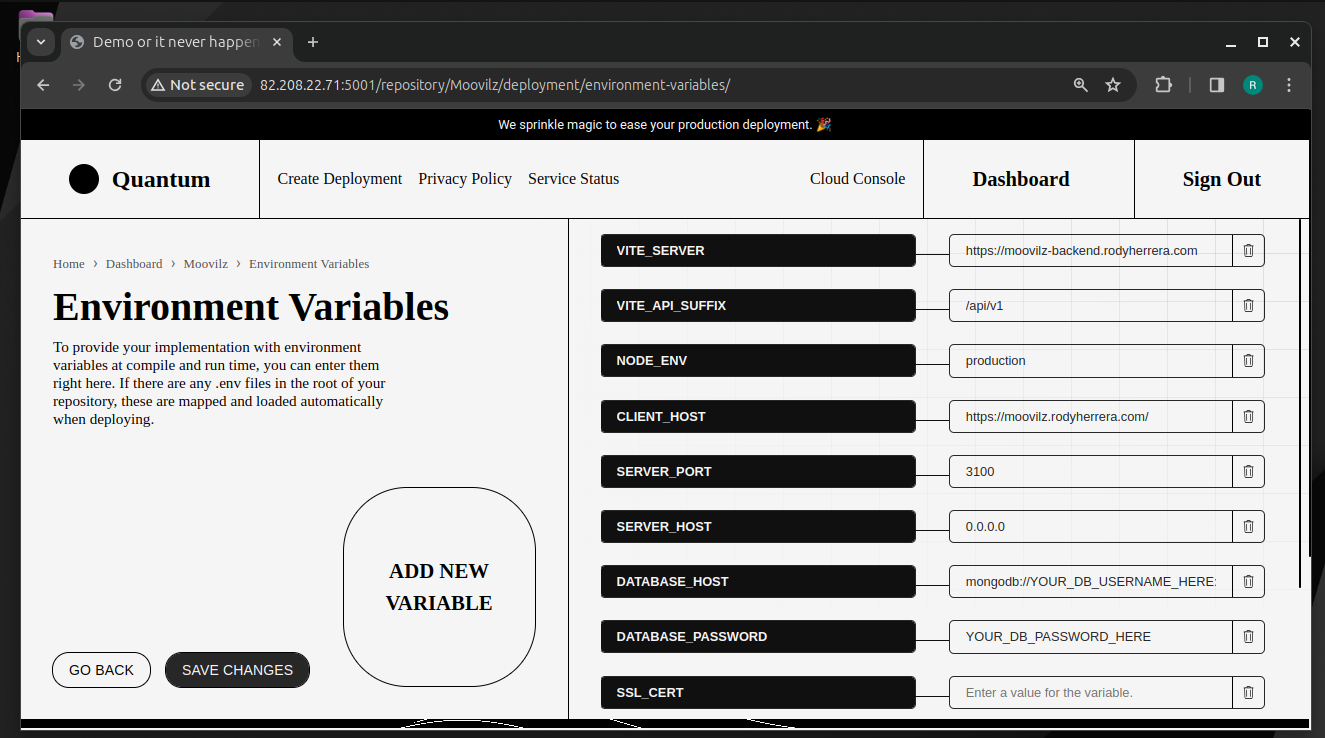 Demo or it never happen
Not secure
82.208.22.71:5001/repository/Moovilz/deployment/environment-variables/
R
We sprinkle magic to ease your production deployment. 🎉
Quantum
Create Deployment
Privacy Policy
Service Status
Cloud Console
Dashboard
Sign Out
Home › Dashboard › Moovilz › Environment Variables
Environment Variables
To provide your implementation with environment
variables at compile and run time, you can enter them
right here. If there are any .env files in the root of your
repository, these are mapped and loaded automatically
when deploying.
ADD NEW
VARIABLE
GO BACK
SAVE CHANGES
VITE_SERVER
https://moovilz-backend.rodyherrera.com
VITE_API_SUFFIX
/api/v1
NODE_ENV
production
CLIENT_HOST
https://moovilz.rodyherrera.com/
SERVER_PORT
3100
SERVER_HOST
0.0.0.0
DATABASE_HOST
mongodb://YOUR_DB_USERNAME_HERE:
DATABASE_PASSWORD
YOUR_DB_PASSWORD_HERE
SSL_CERT
Enter a value for the variable.